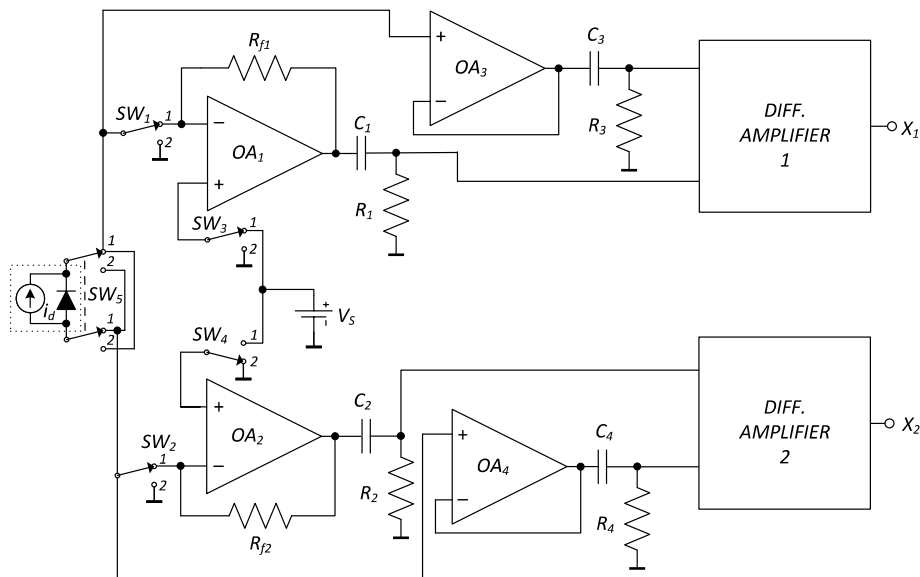 R_f1
C_3
+
OA_3
−
DIFF.
AMPLIFIER
1
X_1
R_3
SW_1
1
2
−
OA_1
+
C_1
R_1
SW_3
1
2
1
2
SW_5
1
2
i_d
+
V_S
1
2
SW_4
+
OA_2
−
C_2
R_2
SW_2
1
2
R_f2
+
OA_4
−
C_4
R_4
DIFF.
AMPLIFIER
2
X_2